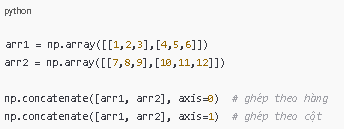 python
arr1 = np.array([[1,2,3],[4,5,6]])
arr2 = np.array([[7,8,9],[10,11,12]])
np.concatenate([arr1, arr2], axis=0)  # ghép theo hàng
np.concatenate([arr1, arr2], axis=1)  # ghép theo cột